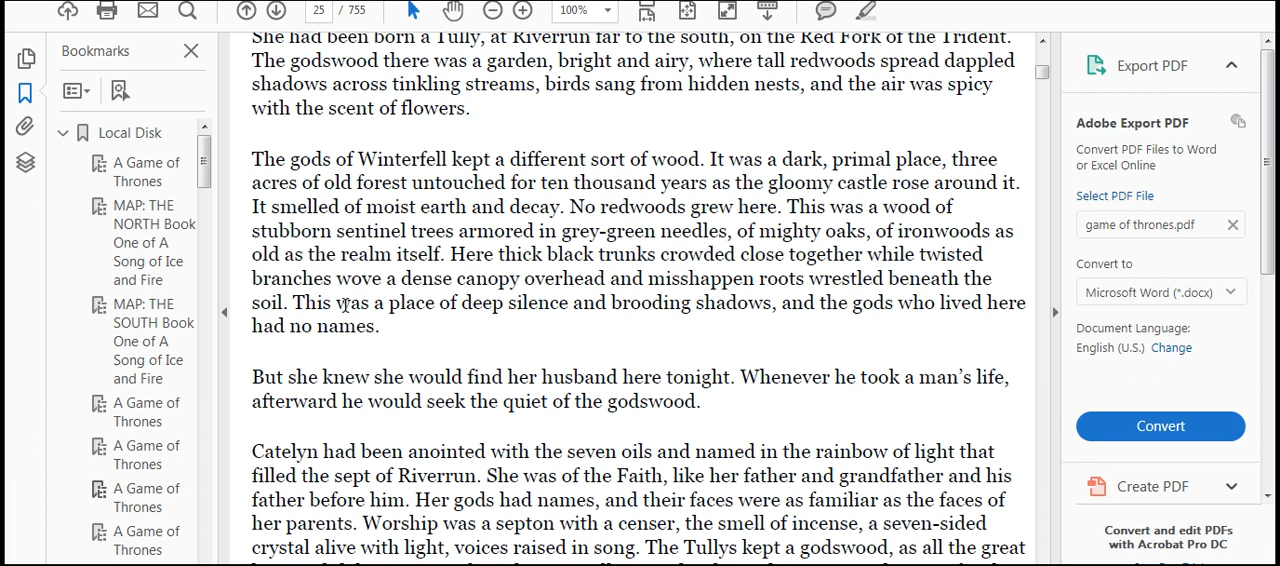 25 / 755
100%
Bookmarks
Local Disk
A Game of
Thrones
MAP: THE
NORTH Book
One of A
Song of Ice
and Fire
MAP: THE
SOUTH Book
One of A
Song of Ice
and Fire
A Game of
Thrones
A Game of
Thrones
A Game of
Thrones
A Game of
Thrones
She had been born a Tully, at Riverrun far to the south, on the Red Fork of the Trident.
The godswood there was a garden, bright and airy, where tall redwoods spread dappled
shadows across tinkling streams, birds sang from hidden nests, and the air was spicy
with the scent of flowers.
The gods of Winterfell kept a different sort of wood. It was a dark, primal place, three
acres of old forest untouched for ten thousand years as the gloomy castle rose around it.
It smelled of moist earth and decay. No redwoods grew here. This was a wood of
stubborn sentinel trees armored in grey-green needles, of mighty oaks, of ironwoods as
old as the realm itself. Here thick black trunks crowded close together while twisted
branches wove a dense canopy overhead and misshappen roots wrestled beneath the
soil. This was a place of deep silence and brooding shadows, and the gods who lived here
had no names.
But she knew she would find her husband here tonight. Whenever he took a man’s life,
afterward he would seek the quiet of the godswood.
Catelyn had been anointed with the seven oils and named in the rainbow of light that
filled the sept of Riverrun. She was of the Faith, like her father and grandfather and his
father before him. Her gods had names, and their faces were as familiar as the faces of
her parents. Worship was a septon with a censer, the smell of incense, a seven-sided
crystal alive with light, voices raised in song. The Tullys kept a godswood, as all the great
Export PDF
Adobe Export PDF
Convert PDF Files to Word
or Excel Online
Select PDF File
game of thrones.pdf
Convert to
Microsoft Word (*.docx)
Document Language:
English (U.S.) Change
Convert
Create PDF
Convert and edit PDFs
with Acrobat Pro DC